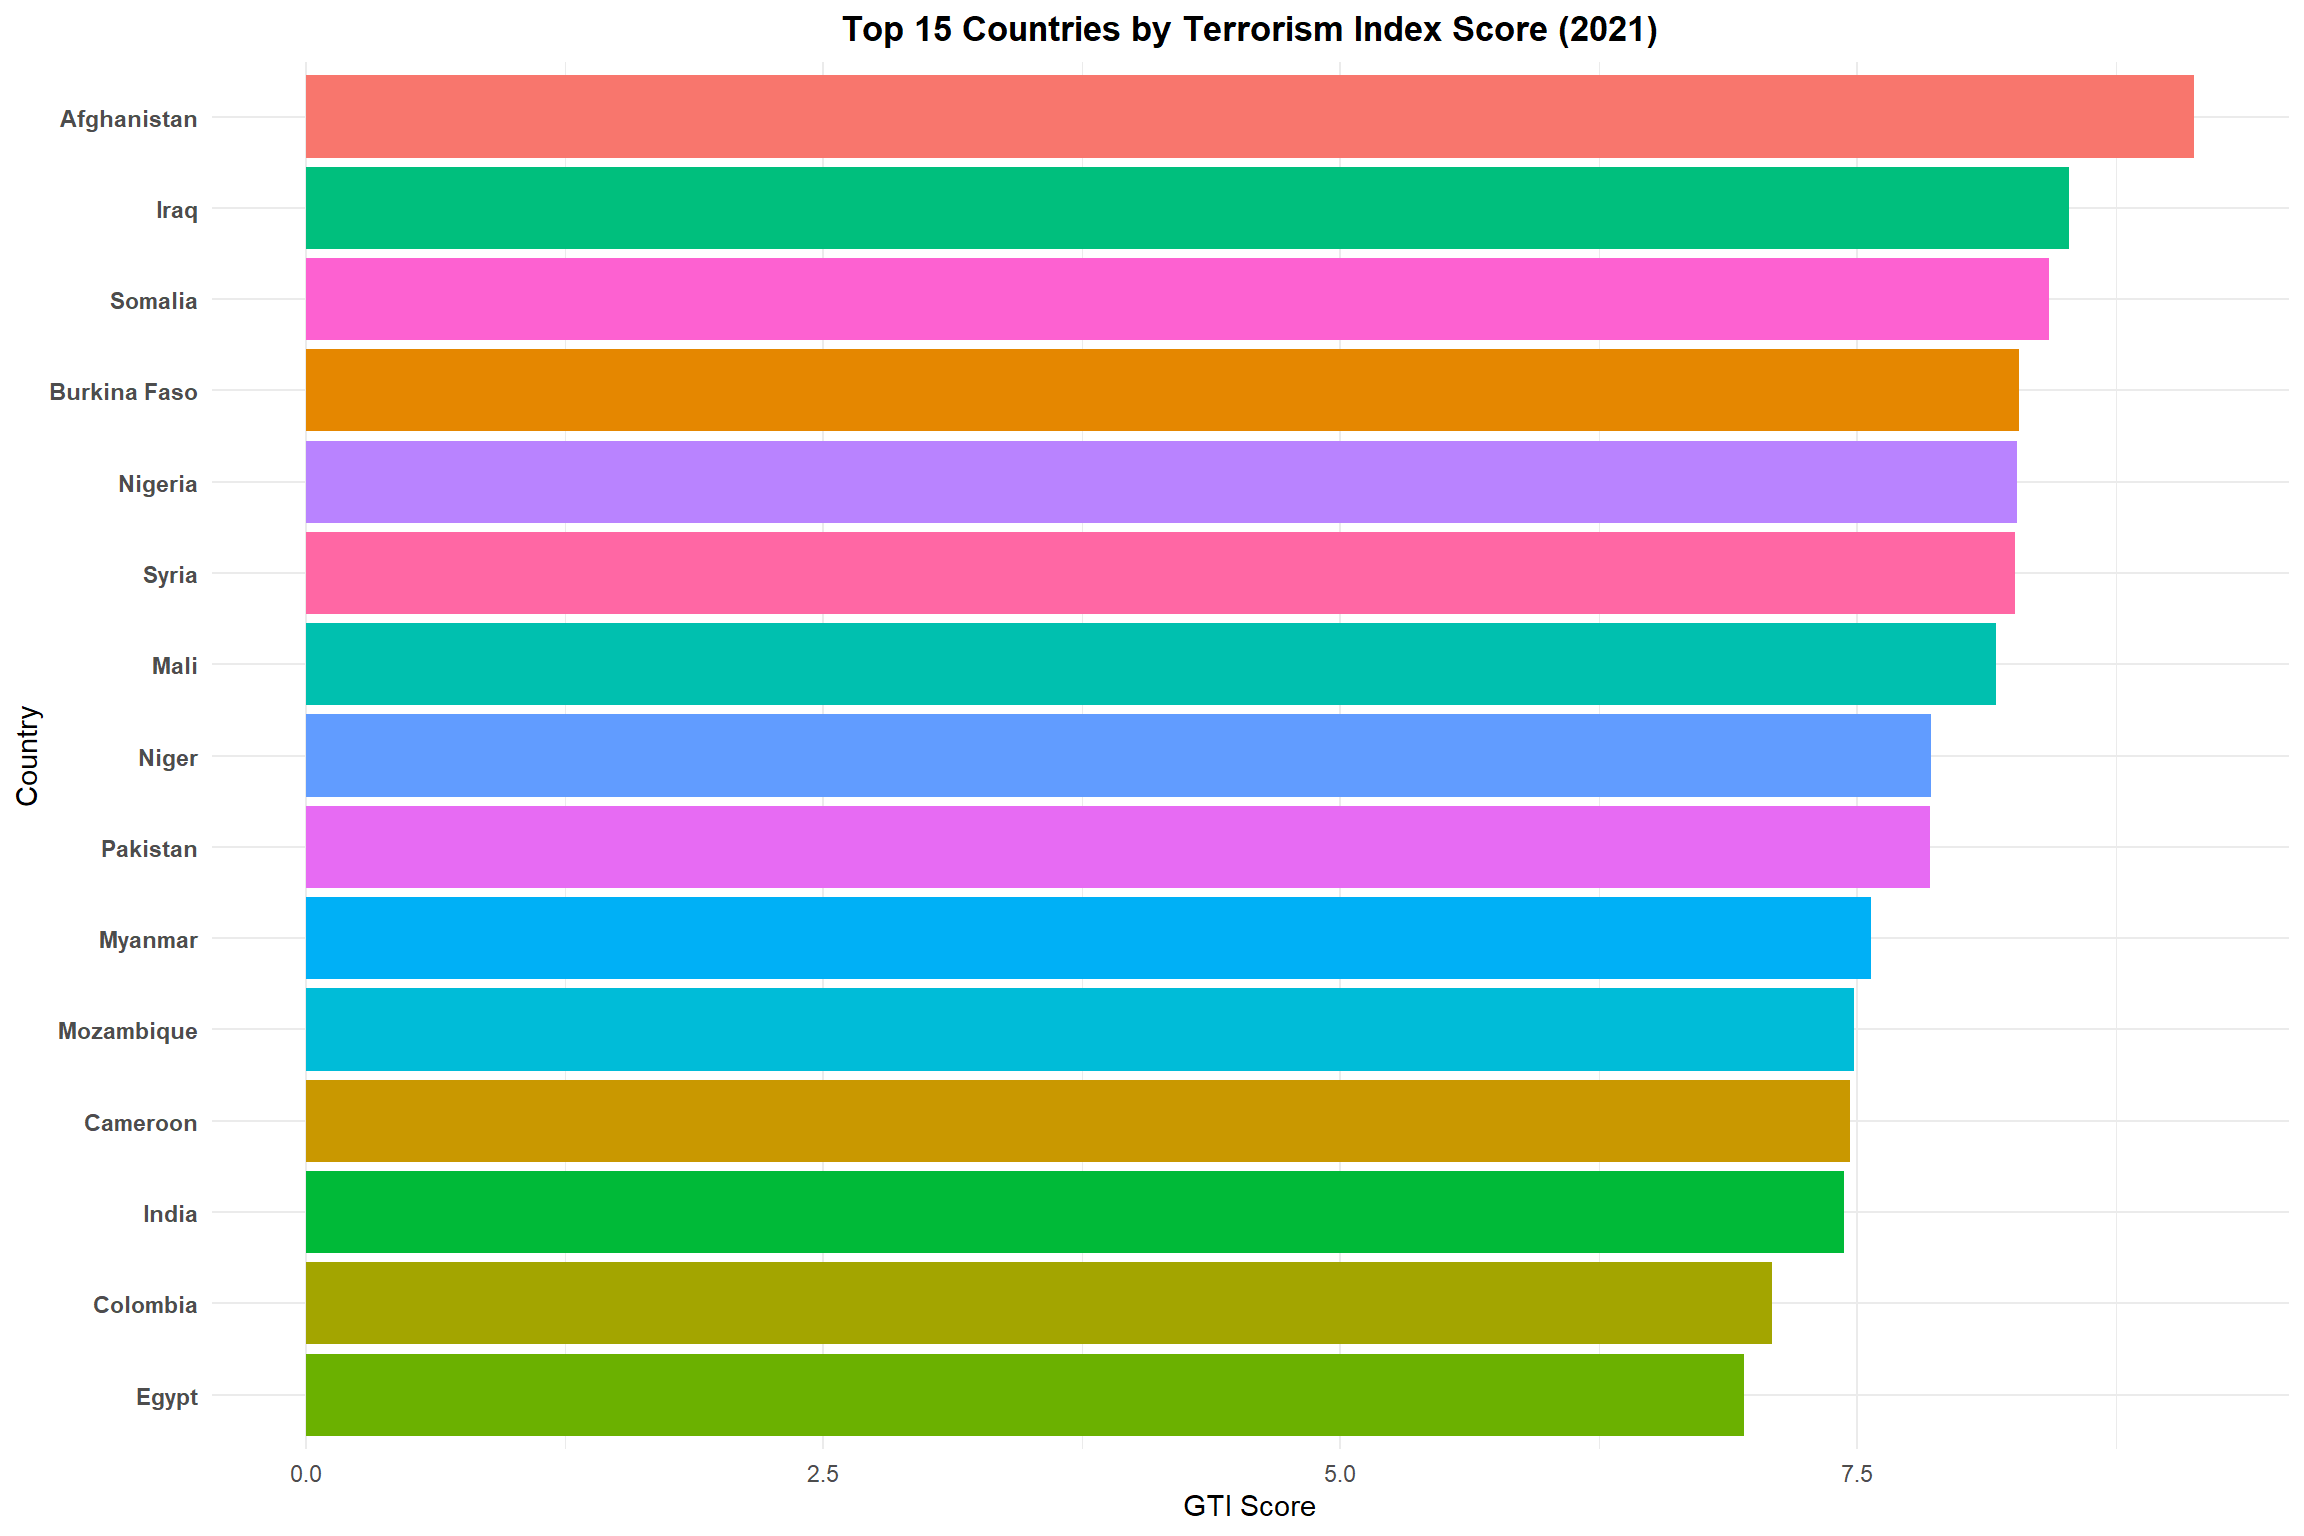 Top 15 Countries by Terrorism Index Score (2021)
Afghanistan
Iraq
Somalia
Burkina Faso
Nigeria
Syria
Mali
Niger
Pakistan
Myanmar
Mozambique
Cameroon
India
Colombia
Egypt
Country
0.0 2.5 5.0 7.5
GTI Score